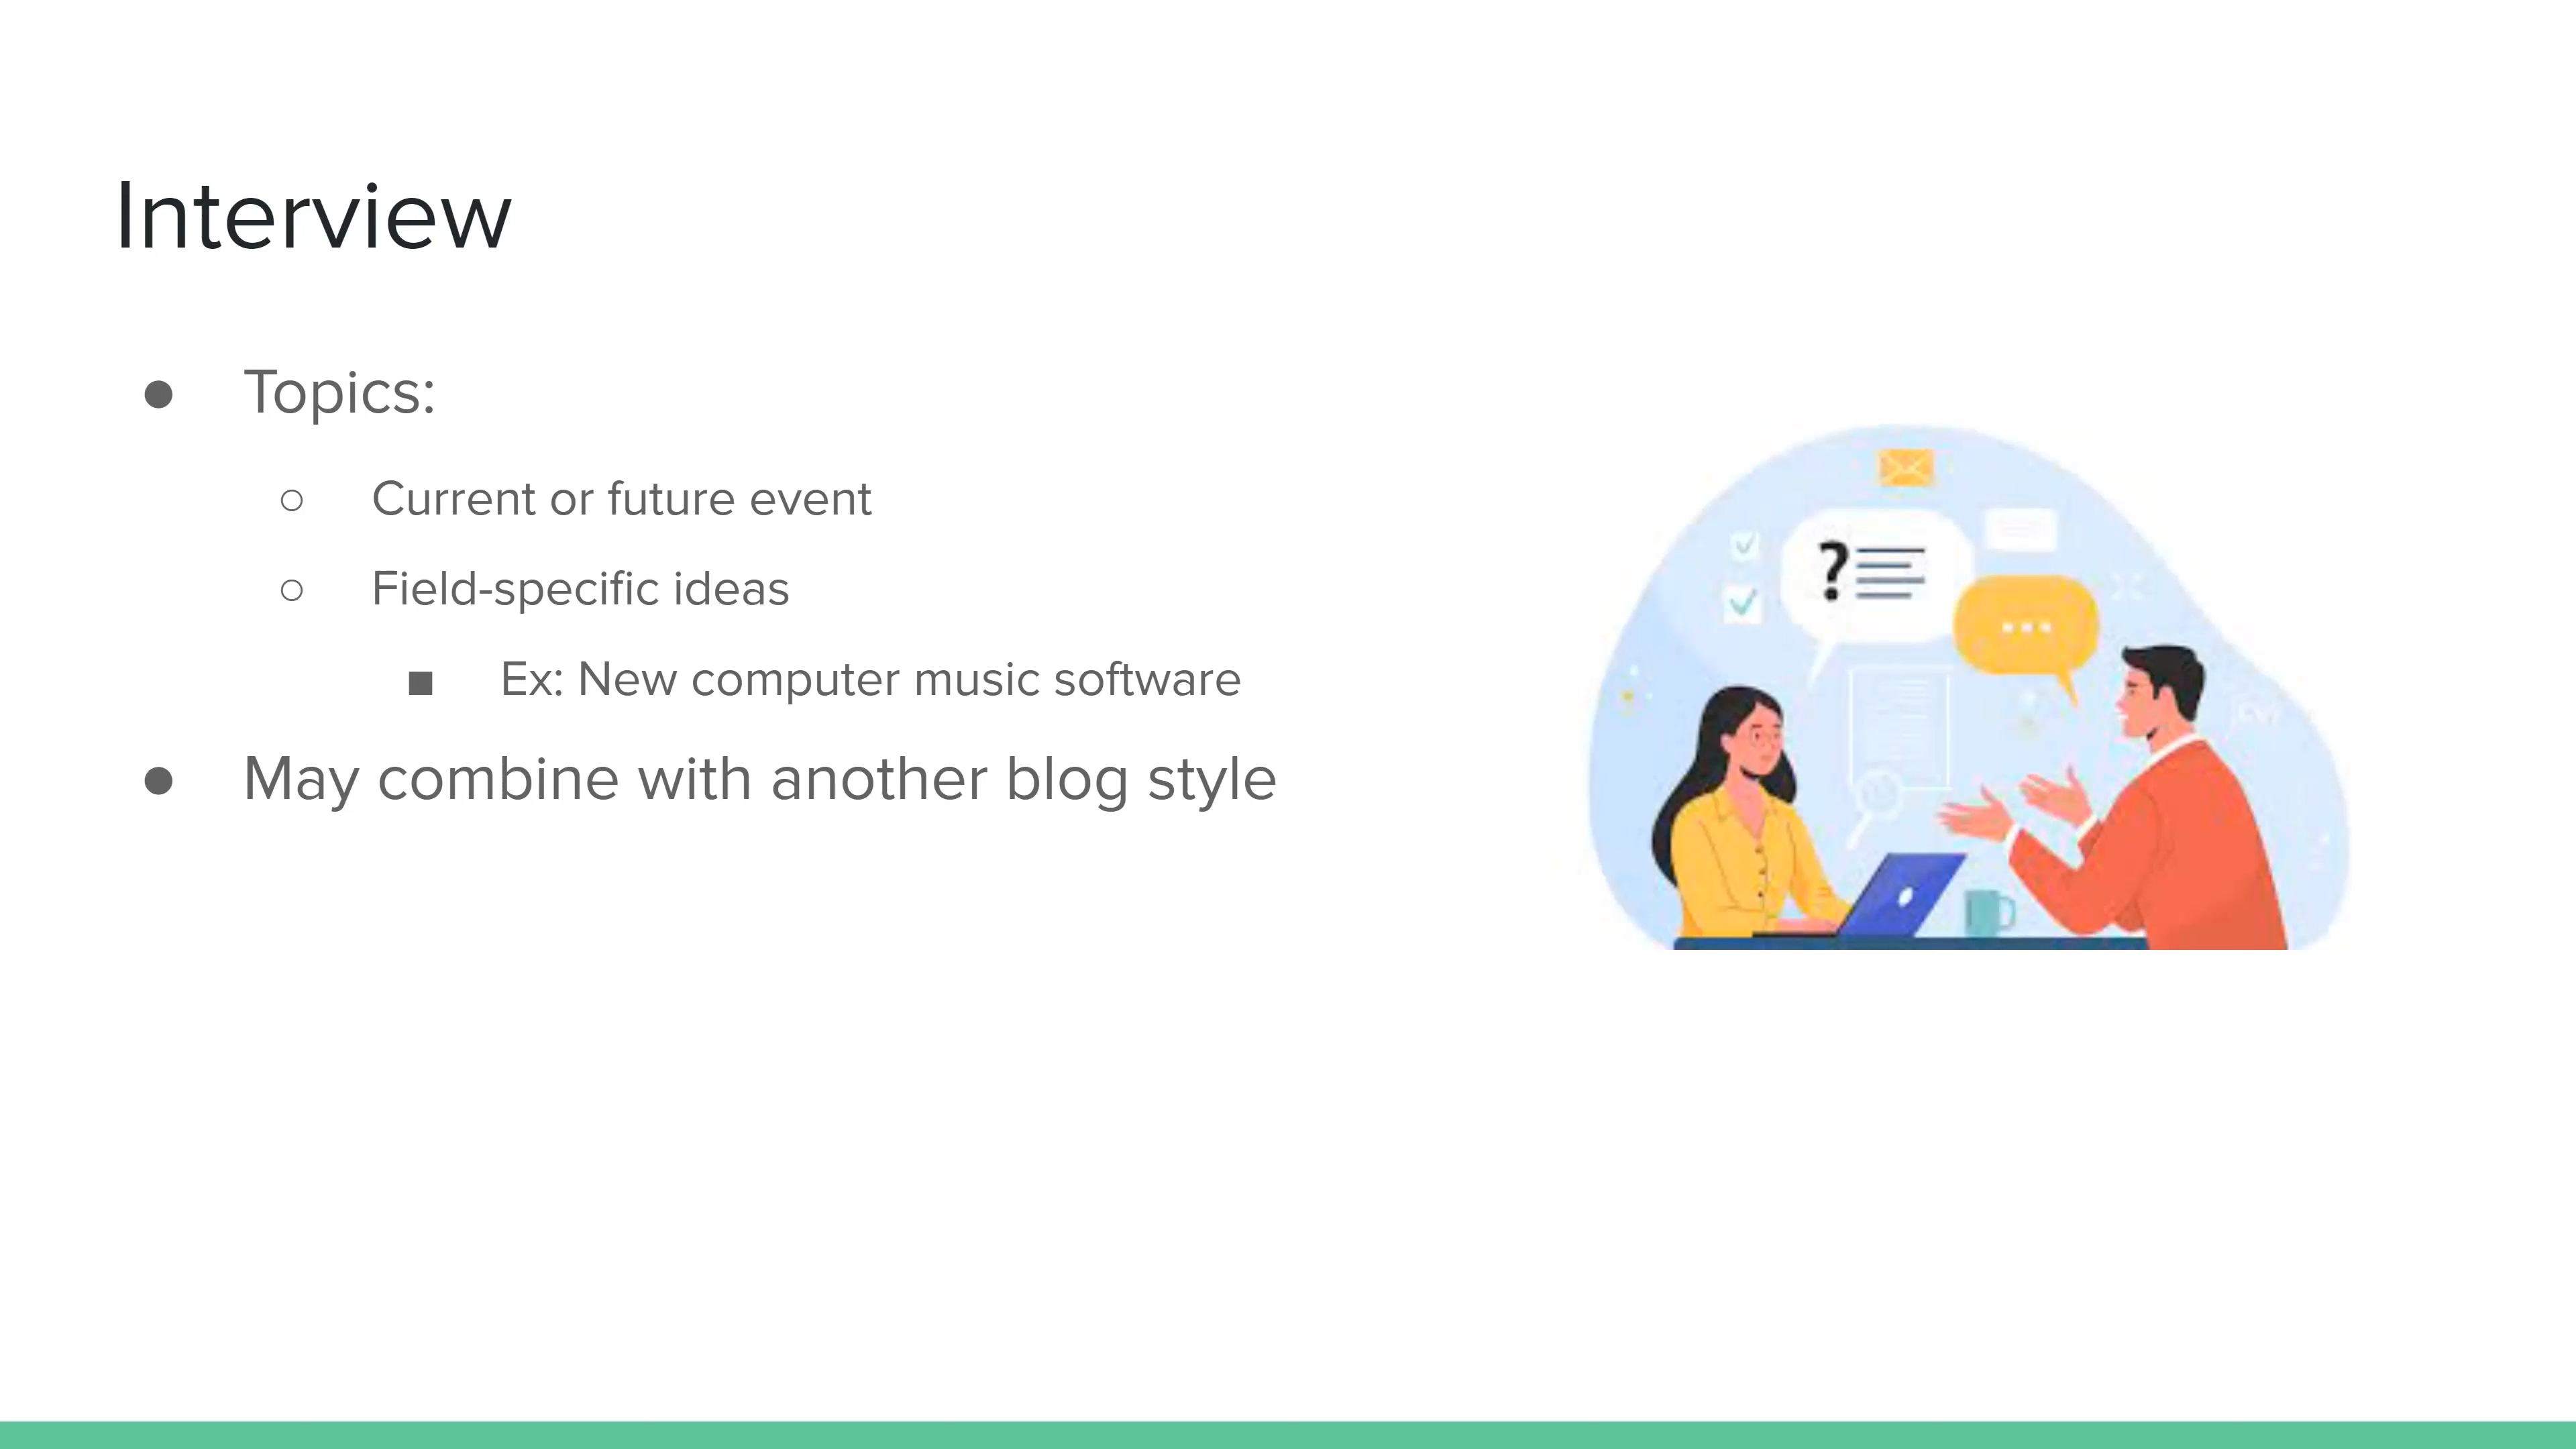 Interview
● Topics:
○ Current or future event
○ Field-specific ideas
■ Ex: New computer music software
● May combine with another blog style
?